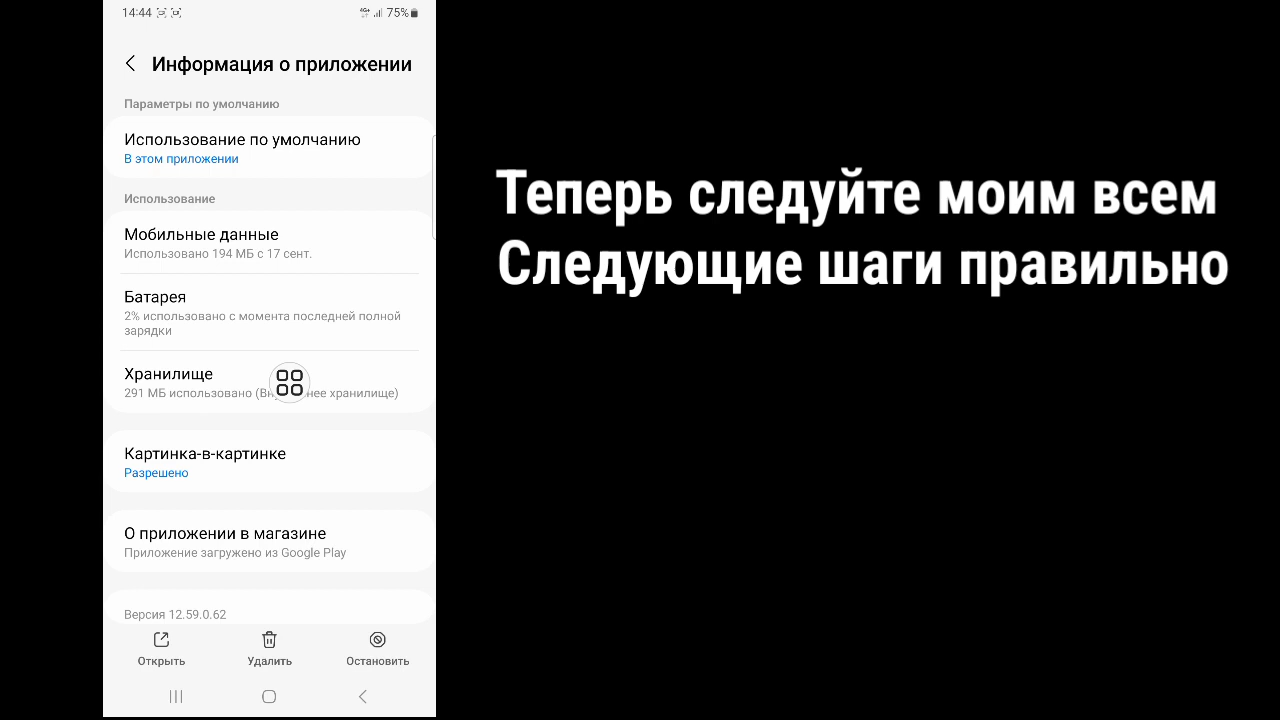 14:44 75%
Информация о приложении
Параметры по умолчанию
Использование по умолчанию
В этом приложении
Использование
Мобильные данные
Использовано 194 МБ с 17 сент.
Батарея
2% использовано с момента последней полной
зарядки
Хранилище
291 МБ использовано (Вн нее хранилище)
Картинка-в-картинке
Разрешено
О приложении в магазине
Приложение загружено из Google Play
Версия 12.59.0.62
Открыть Удалить Остановить
Теперь следуйте моим всем
Следующие шаги правильно